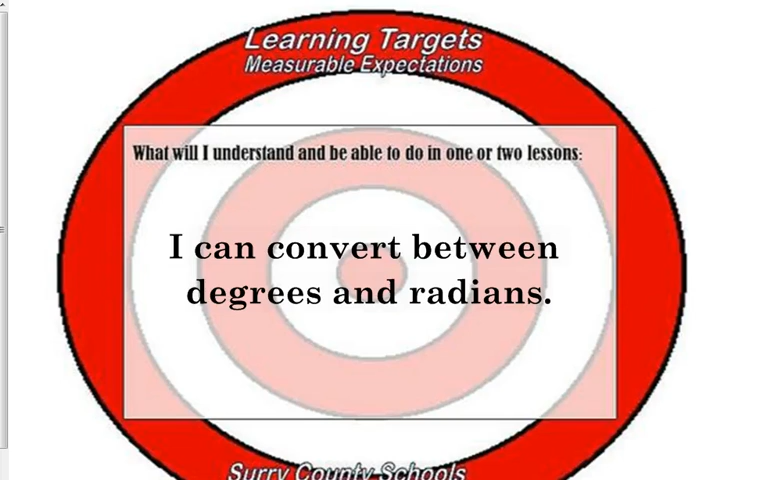 Learning Targets
Measurable Expectations
What will I understand and be able to do in one or two lessons:
I can convert between
degrees and radians.
Surry County Schools